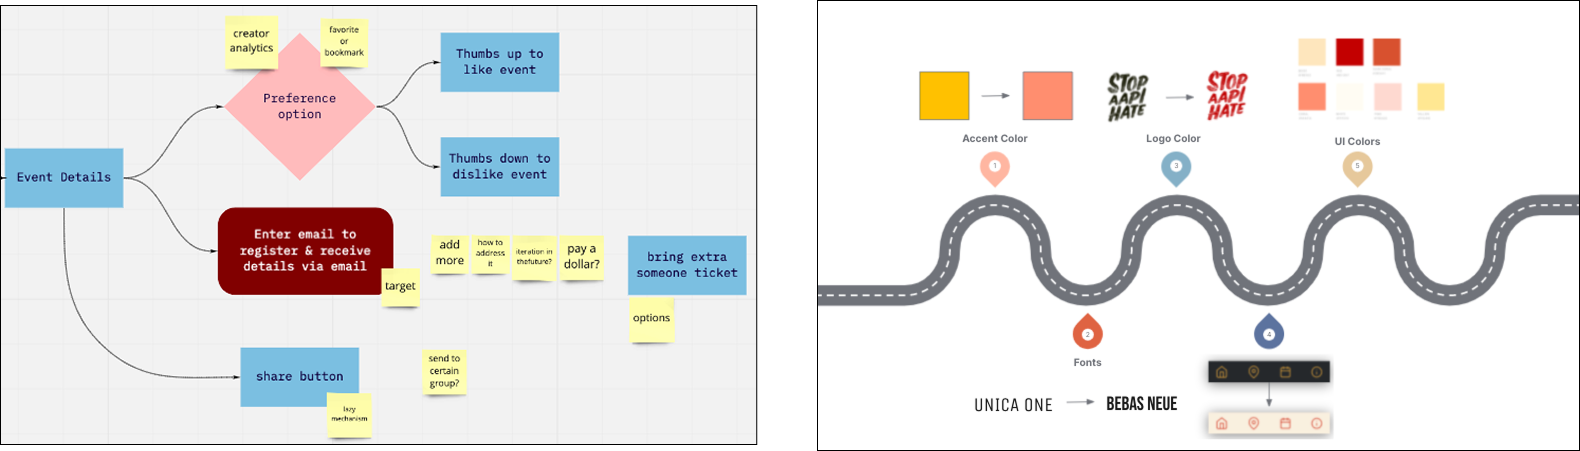 creator
analytics
favorite
or
bookmark
Preference
option
Thumbs up to
like event
Thumbs down to
dislike event
Event Details
Enter email to
register & receive
details via email
target
add
more
how to
address
it
iteration in
thefuture?
pay a
dollar?
bring extra
someone ticket
options
share button
lazy
mechanism
send to
certain
group?
STOP
AAPI
HATE
STOP
AAPI
HATE
Accent Color
Logo Color
UI Colors
1
3
5
2
4
Fonts
UNICA ONE
BEBAS NEUE